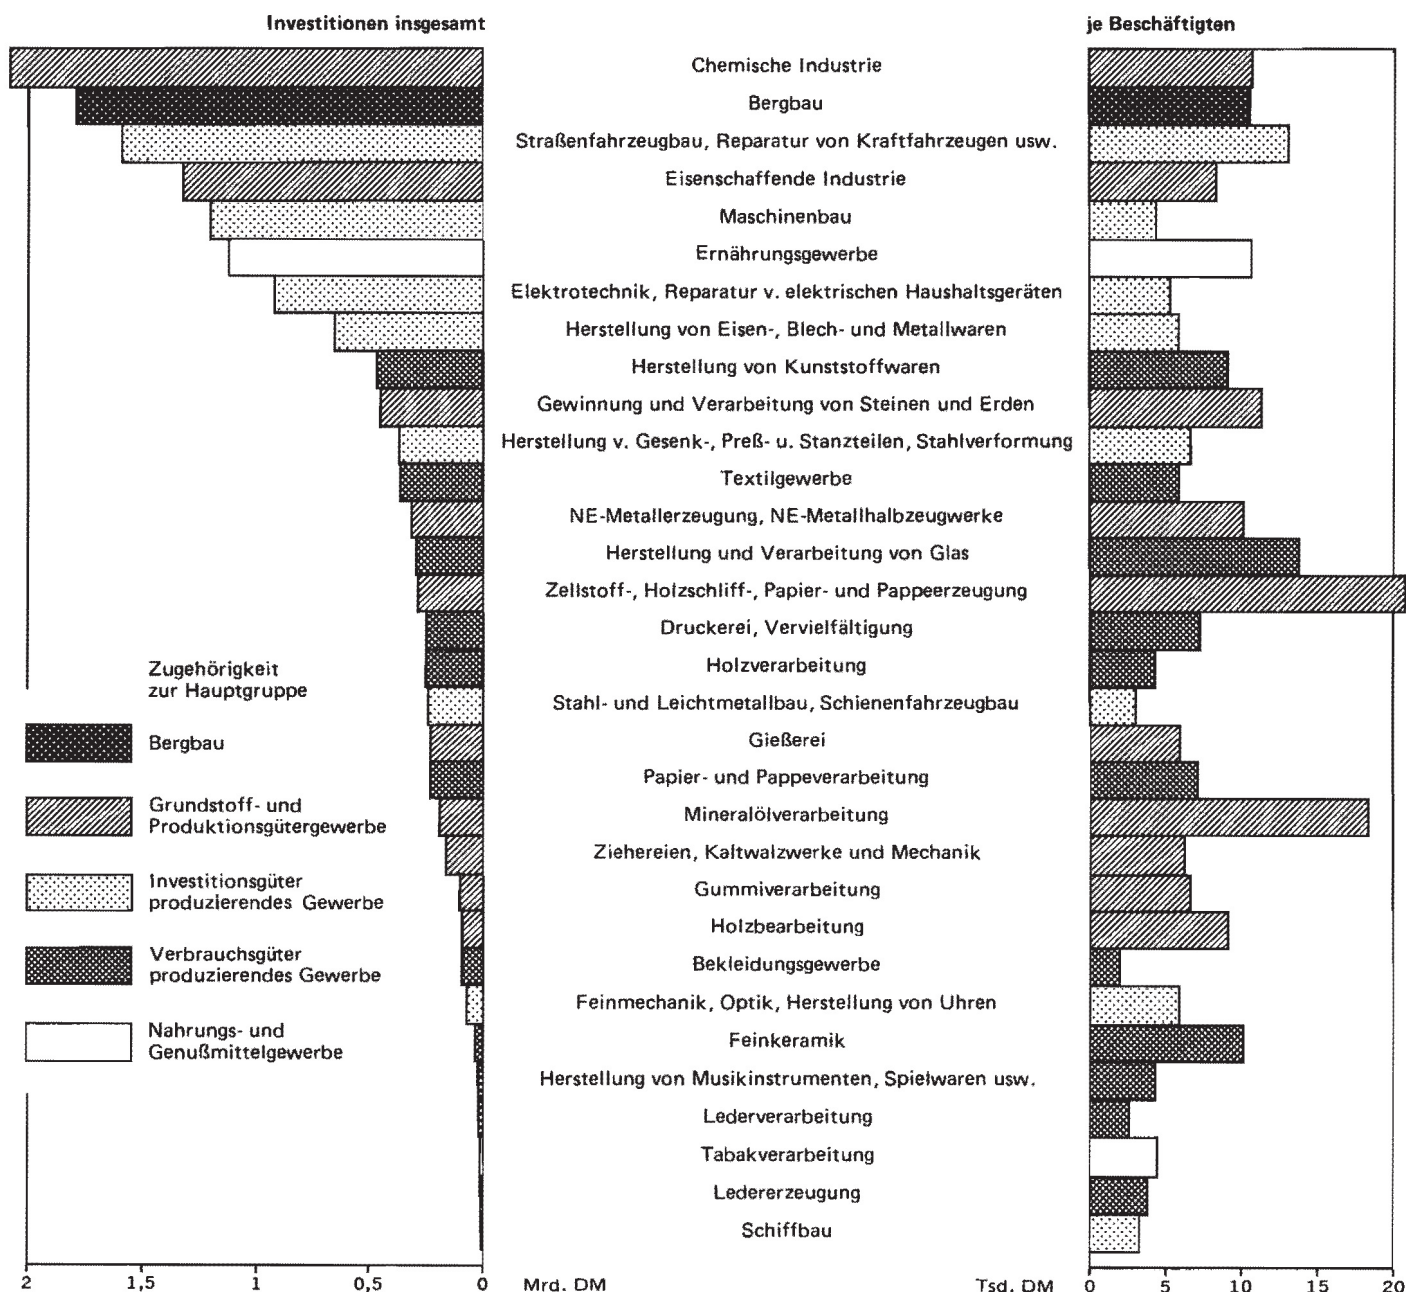 Investitionen insgesamt
je Beschäftigten
Chemische Industrie
Bergbau
Straßenfahrzeugbau, Reparatur von Kraftfahrzeugen usw.
Eisenschaffende Industrie
Maschinenbau
Ernährungsgewerbe
Elektrotechnik, Reparatur v. elektrischen Haushaltsgeräten
Herstellung von Eisen-, Blech- und Metallwaren
Herstellung von Kunststoffwaren
Gewinnung und Verarbeitung von Steinen und Erden
Herstellung v. Gesenk-, Preß- u. Stanzteilen, Stahlverformung
Textilgewerbe
NE-Metallerzeugung, NE-Metallhalbzeugwerke
Herstellung und Verarbeitung von Glas
Zellstoff-, Holzschliff-, Papier- und Pappeerzeugung
Druckerei, Vervielfältigung
Holzverarbeitung
Stahl- und Leichtmetallbau, Schienenfahrzeugbau
Gießerei
Papier- und Pappeverarbeitung
Mineralölverarbeitung
Ziehereien, Kaltwalzwerke und Mechanik
Gummiverarbeitung
Holzbearbeitung
Bekleidungsgewerbe
Feinmechanik, Optik, Herstellung von Uhren
Feinkeramik
Herstellung von Musikinstrumenten, Spielwaren usw.
Lederverarbeitung
Tabakverarbeitung
Ledererzeugung
Schiffbau
Zugehörigkeit
zur Hauptgruppe
Bergbau
Grundstoff- und
Produktionsgütergewerbe
Investitionsgüter
produzierendes Gewerbe
Verbrauchsgüter
produzierendes Gewerbe
Nahrungs- und
Genußmittelgewerbe
2 1,5 1 0,5 0 Mrd. DM Tsd. DM 0 5 10 15 20